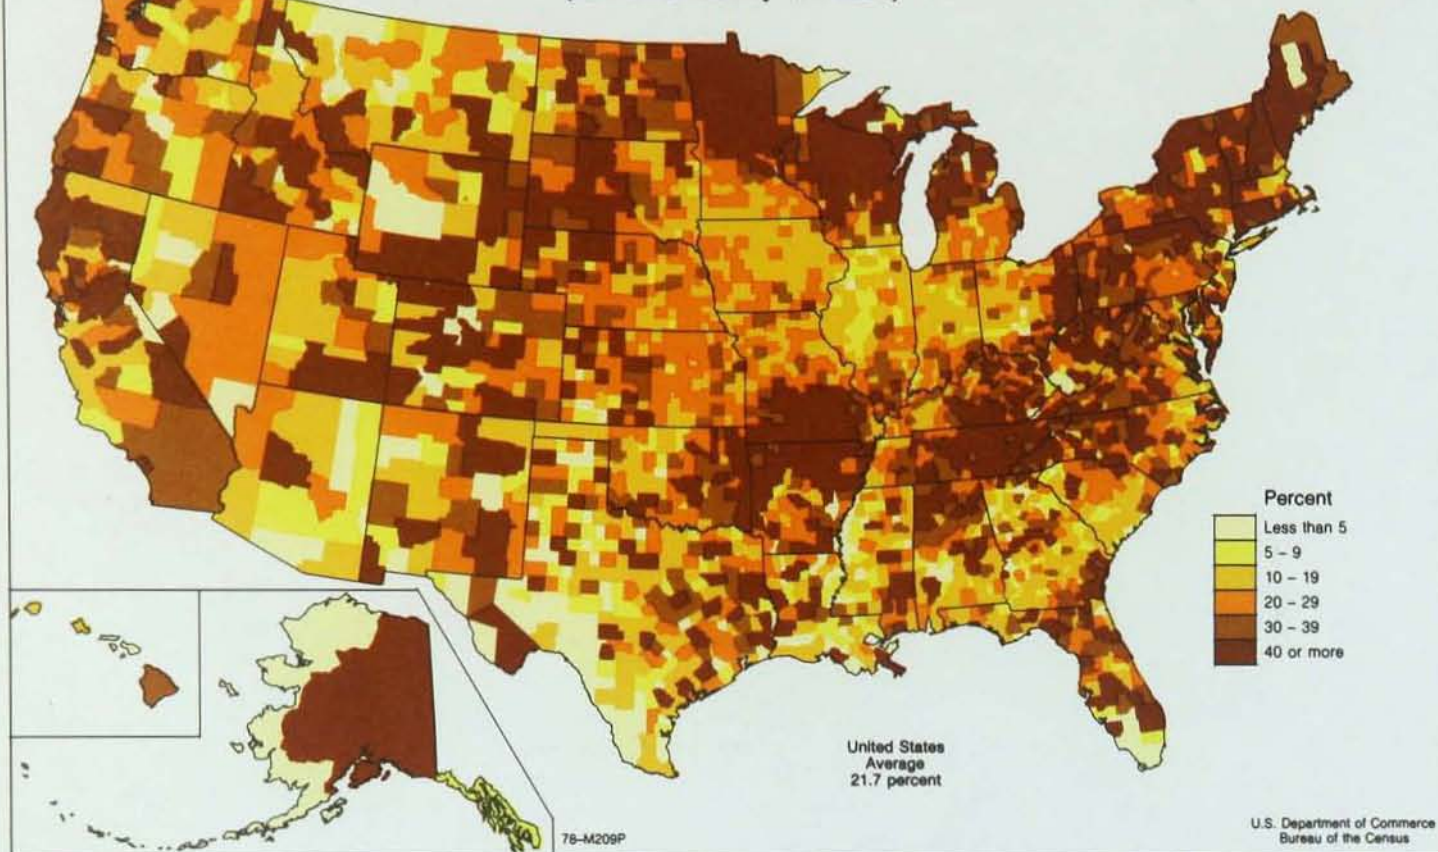 Percent
Less than 5
5 – 9
10 – 19
20 – 29
30 – 39
40 or more
United States
Average
21.7 percent
78–M209P
U.S. Department of Commerce
Bureau of the Census